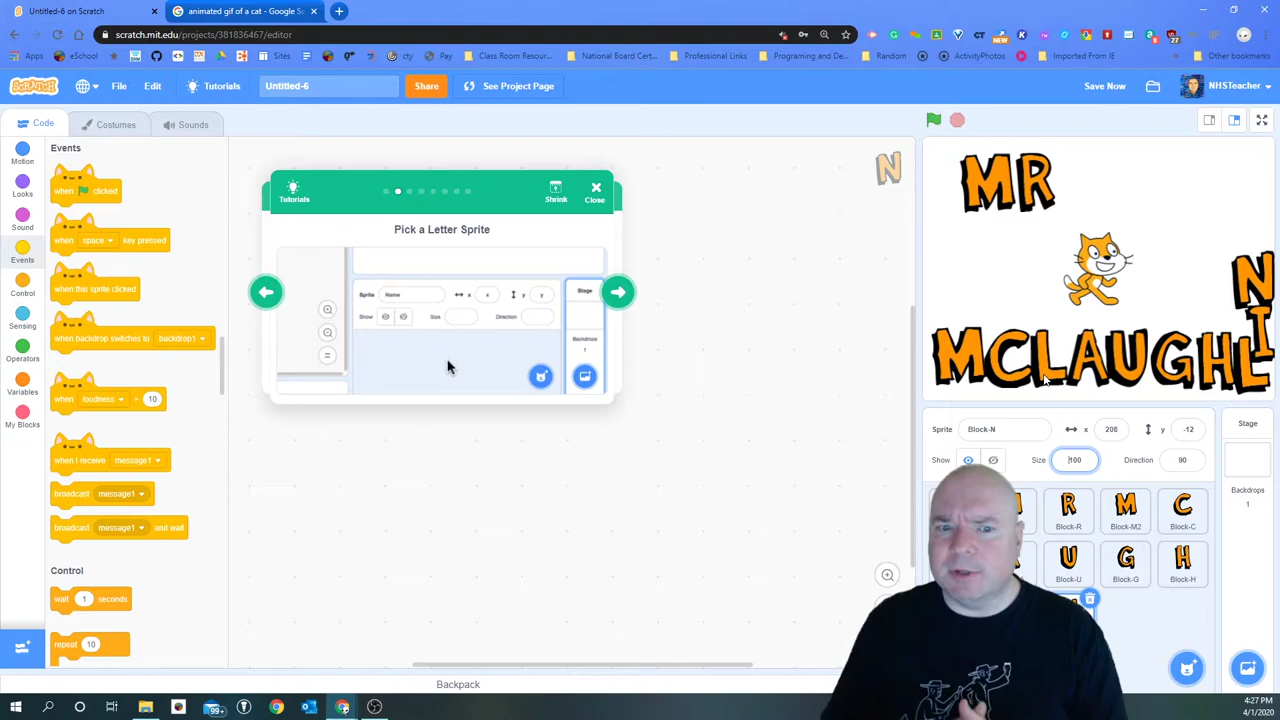 Untitled-6 on Scratch
animated gif of a cat - Google S
scratch.mit.edu/projects/381836467/editor
Apps
eSchool
Sites
cty
Pay
Class Room Resour...
National Board Cert...
Professional Links
Programing and De...
Random
ActivityPhotos
Imported From IE
Other bookmarks
SCRATCH
File
Edit
Tutorials
Untitled-6
Share
See Project Page
Save Now
NHSTeacher
Code
Costumes
Sounds
Motion
Looks
Sound
Events
Control
Sensing
Operators
Variables
My Blocks
Events
when clicked
when space key pressed
when this sprite clicked
when backdrop switches to backdrop1
when loudness > 10
when I receive message1
broadcast message1
broadcast message1 and wait
Control
wait 1 seconds
repeat 10
Tutorials
Shrink
Close
Pick a Letter Sprite
Sprite Name x x y y
Show Size Direction
Stage
Backdrops
1
N
Backpack
MR
MCLAUGHLIN
Sprite Block-N x 208 y -12
Show Size 100 Direction 90
Stage
Backdrops
1
R
Block-R
M
Block-M2
C
Block-C
U
Block-U
G
Block-G
H
Block-H
99+
4:27 PM
4/1/2020